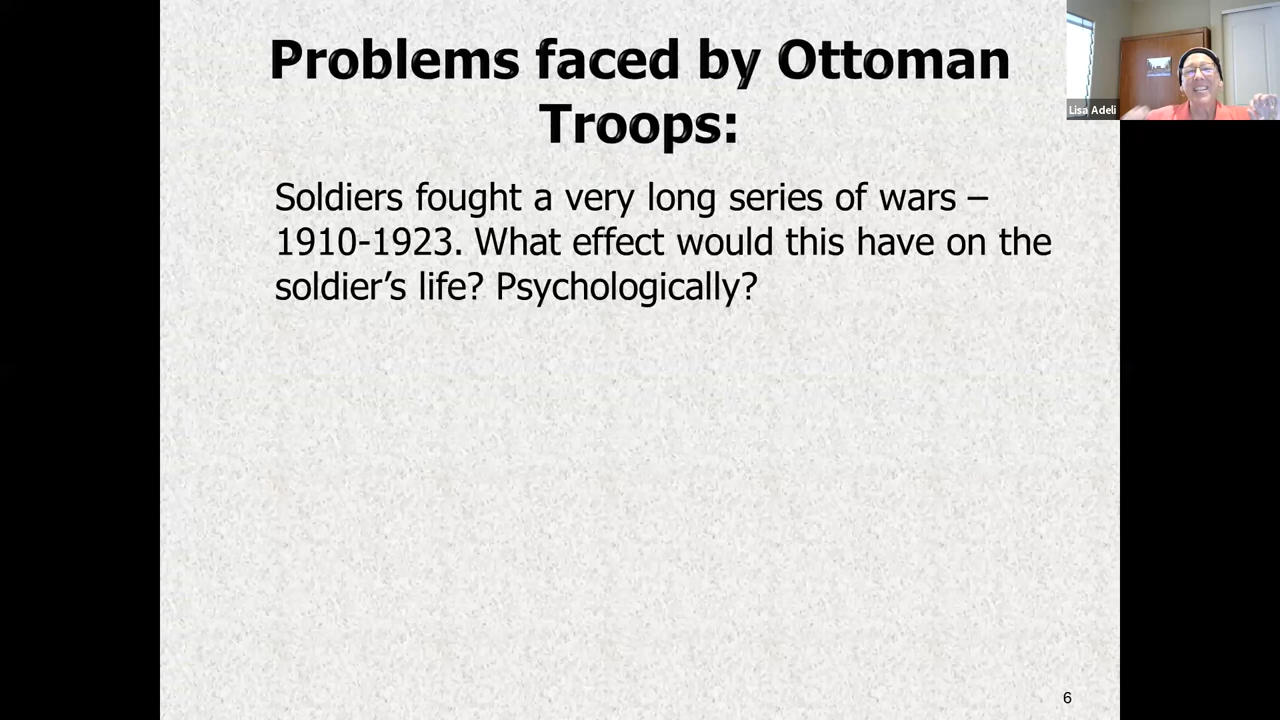 Problems faced by Ottoman
Troops:
Soldiers fought a very long series of wars –
1910-1923. What effect would this have on the
soldier’s life? Psychologically?
Lisa Adeli
6